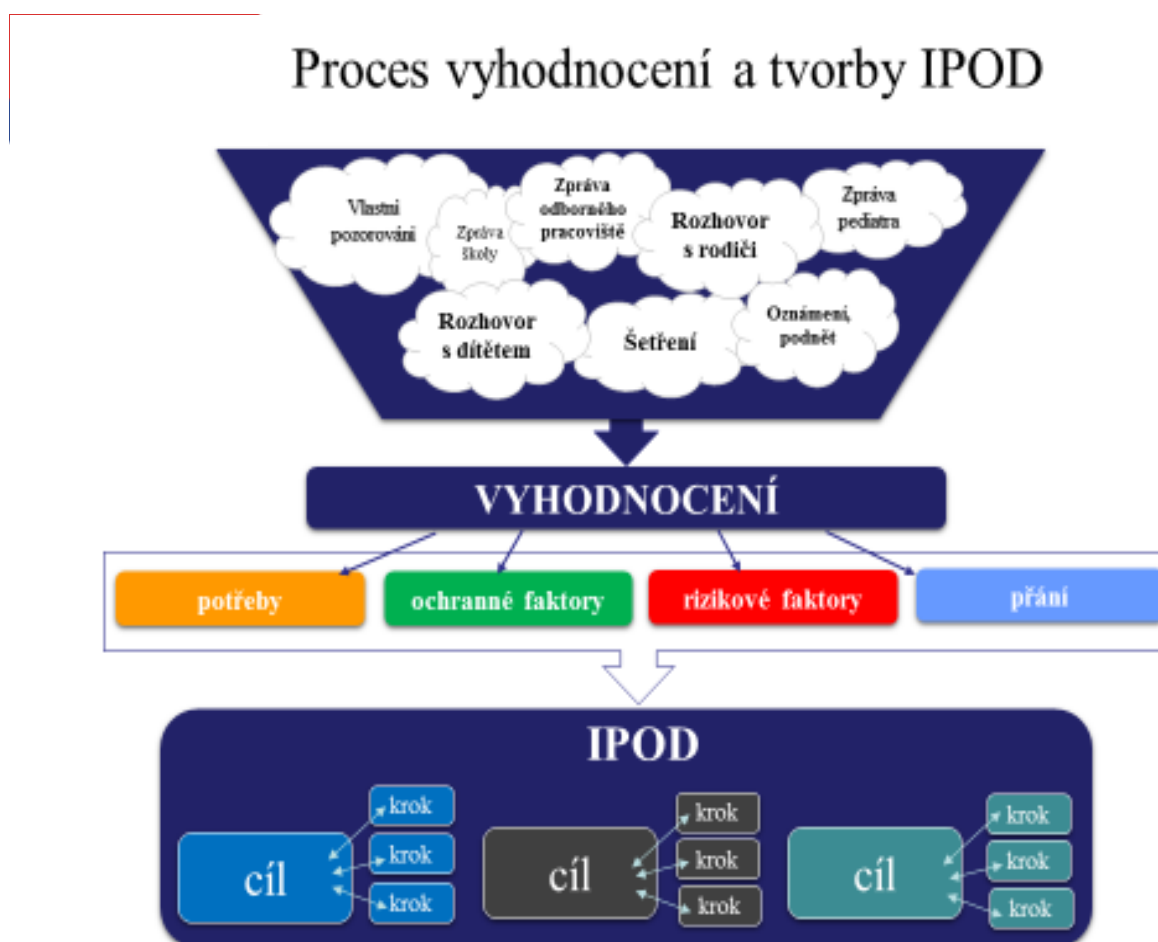 Proces vyhodnocení a tvorby IPOD
Vlastní
pozorování
Zpráva
školy
Zpráva
odborného
pracoviště
Rozhovor
s rodiči
Zpráva
pediatra
Rozhovor
s dítětem
Šetření
Oznámení,
podnět
VYHODNOCENÍ
potřeby
ochranné faktory
rizikové faktory
přání
IPOD
cíl
krok
krok
krok
cíl
krok
krok
krok
cíl
krok
krok
krok